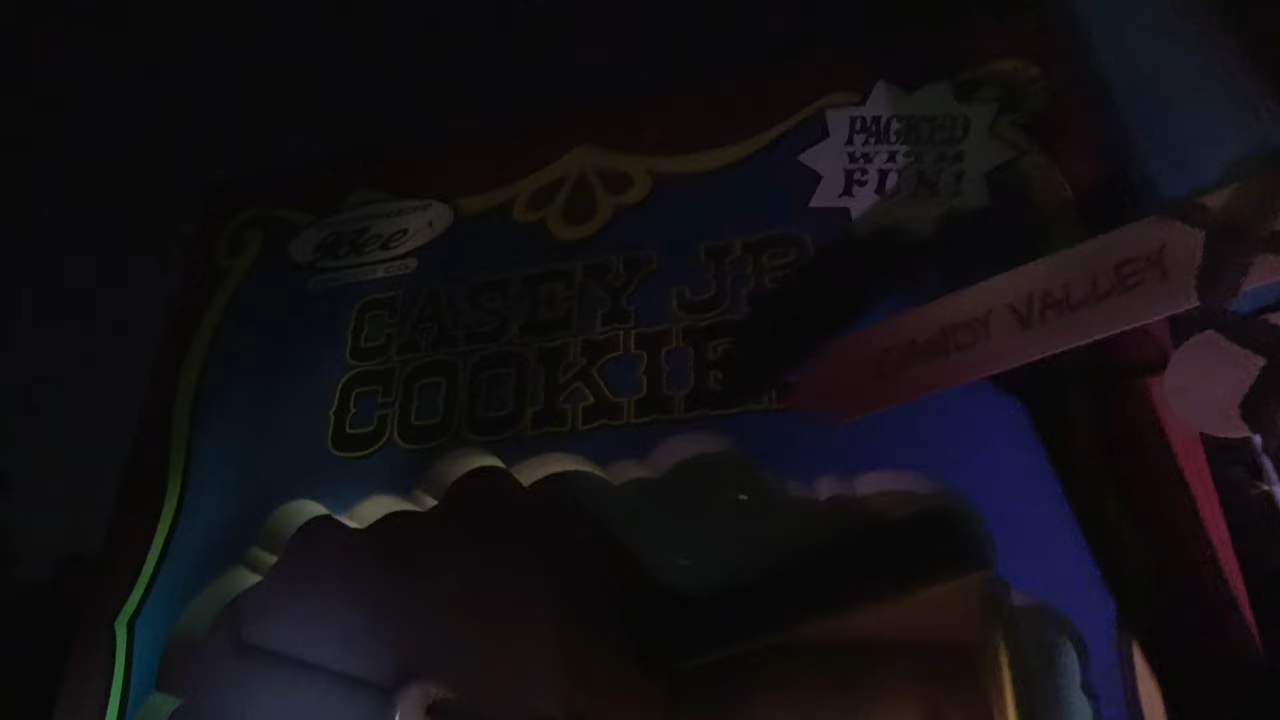 PACKED
WITH
FUN!
Bee
CASEY JR
COOKIE
CANDY VALLEY